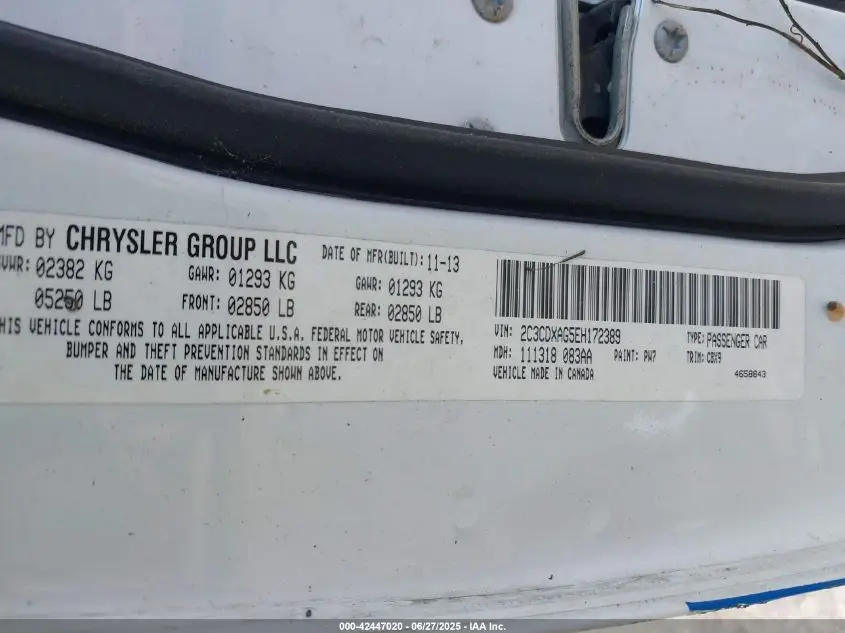 MFD BY CHRYSLER GROUP LLC DATE OF MFR(BUILT): 11-13
GVWR: 02382 KG GAWR: 01293 KG GAWR: 01293 KG
05250 LB FRONT: 02850 LB REAR: 02850 LB
THIS VEHICLE CONFORMS TO ALL APPLICABLE U.S.A. FEDERAL MOTOR VEHICLE SAFETY,
BUMPER AND THEFT PREVENTION STANDARDS IN EFFECT ON
THE DATE OF MANUFACTURE SHOWN ABOVE.
VIN: 2C3CDXAG5EH172389 TYPE: PASSENGER CAR
MDH: 111318 083AA PAINT: PW7 TRIM: CBX9
VEHICLE MADE IN CANADA 4658843
000-42447020 - 06/27/2025 - IAA Inc.